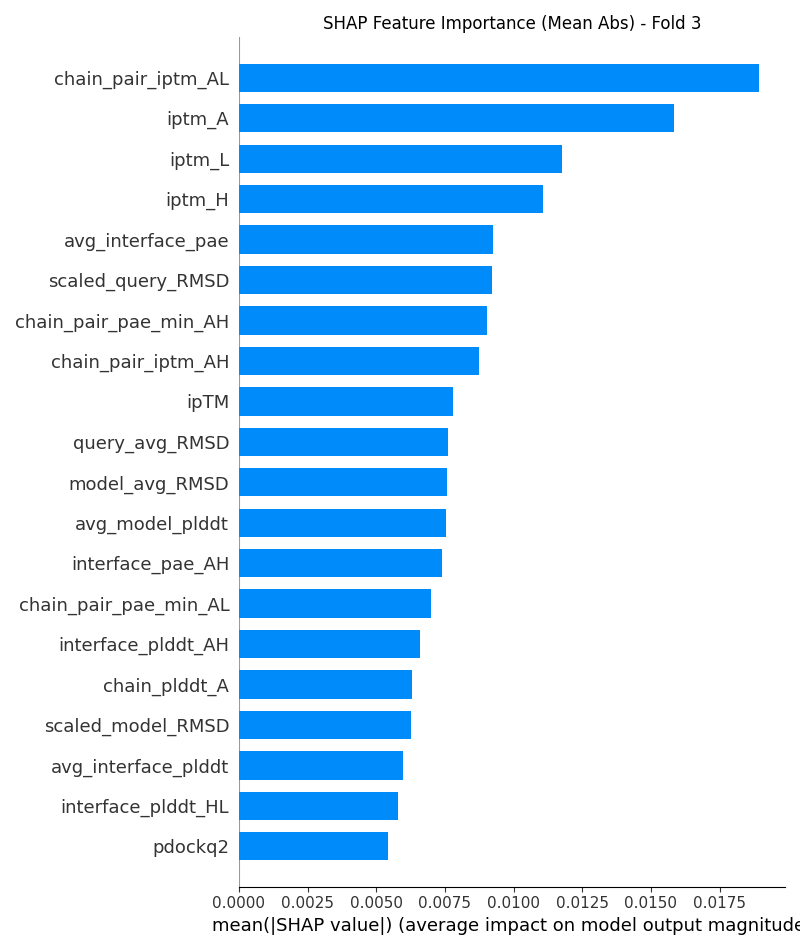 SHAP Feature Importance (Mean Abs) - Fold 3
chain_pair_iptm_AL
iptm_A
iptm_L
iptm_H
avg_interface_pae
scaled_query_RMSD
chain_pair_pae_min_AH
chain_pair_iptm_AH
ipTM
query_avg_RMSD
model_avg_RMSD
avg_model_plddt
interface_pae_AH
chain_pair_pae_min_AL
interface_plddt_AH
chain_plddt_A
scaled_model_RMSD
avg_interface_plddt
interface_plddt_HL
pdockq2
0.0000 0.0025 0.0050 0.0075 0.0100 0.0125 0.0150 0.0175
mean(|SHAP value|) (average impact on model output magnitude